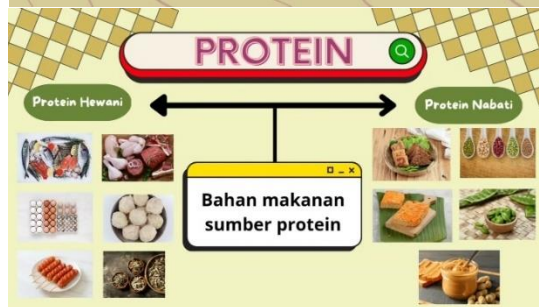 PROTEIN
Protein Hewani
Protein Nabati
Bahan makanan
sumber protein